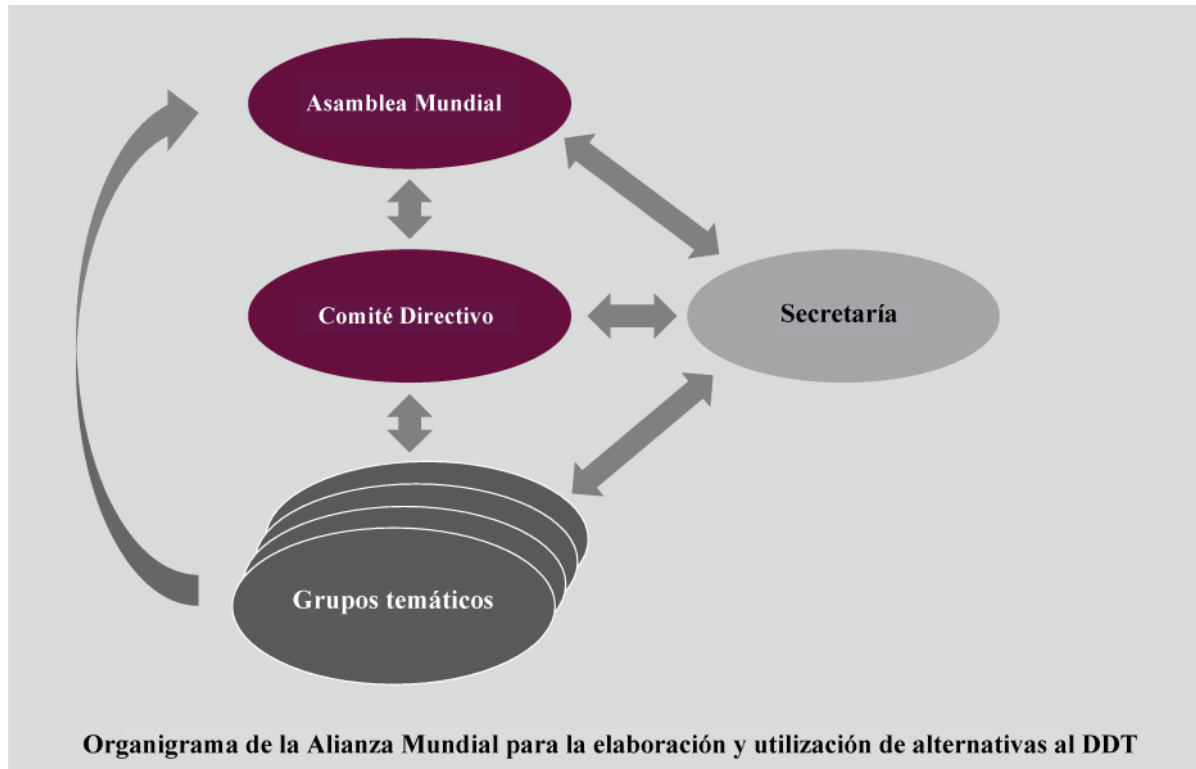 Asamblea Mundial
Comité Directivo
Secretaría
Grupos temáticos
Organigrama de la Alianza Mundial para la elaboración y utilización de alternativas al DDT